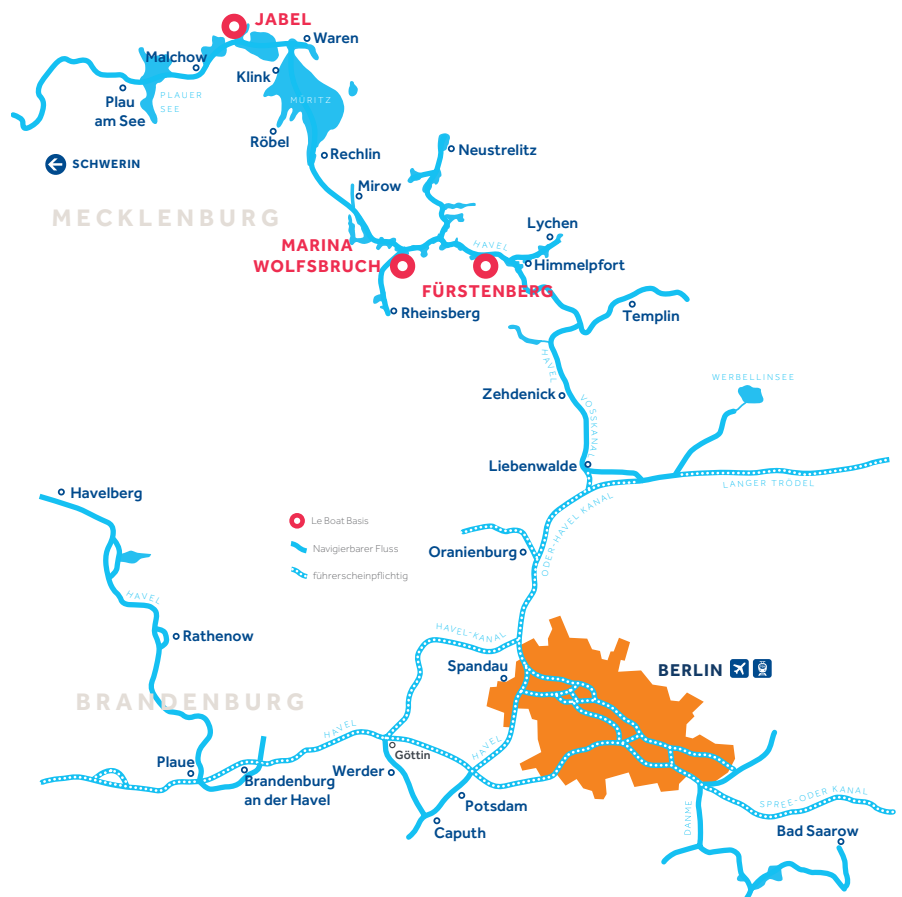 JABEL
Waren
Malchow
Klink
PLAUER
SEE
MÜRITZ
Plau
am See
Röbel
Rechlin
Neustrelitz
SCHWERIN
Mirow
MECKLENBURG
Lychen
MARINA
WOLFSBRUCH
HAVEL
Himmelpfort
FÜRSTENBERG
Rheinsberg
Templin
HAVEL
WERBELLINSEE
Zehdenick
VOSSKANAL
Liebenwalde
LANGER TRÖDEL
Havelberg
ODER-HAVEL KANAL
Le Boat Basis
Navigierbarer Fluss
führerscheinpflichtig
Oranienburg
HAVEL
Rathenow
HAVEL-KANAL
Spandau
BERLIN
BRANDENBURG
HAVEL
HAVEL
Göttin
Plaue
Werder
Brandenburg
an der Havel
Potsdam
Caputh
DANME
SPREE-ODER KANAL
Bad Saarow